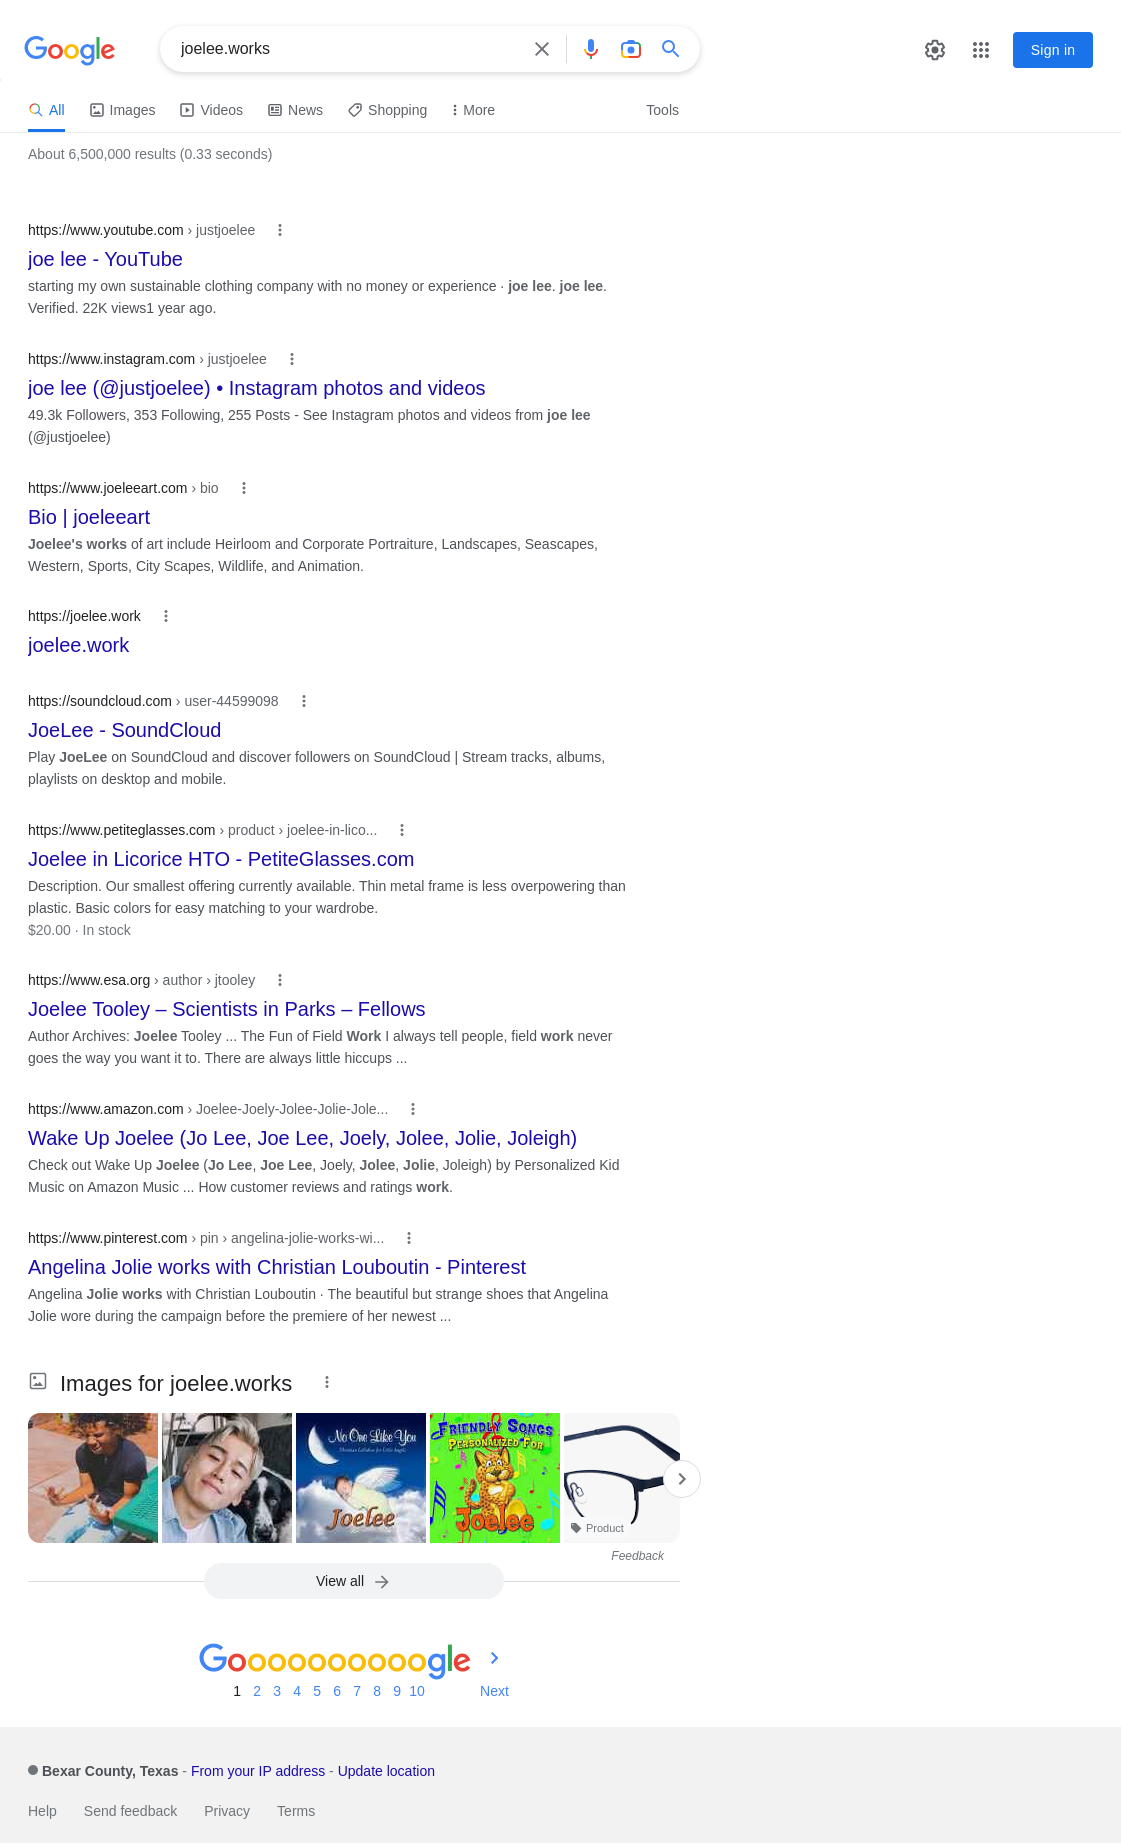 Google
joelee.works
Sign in
All
Images
Videos
News
Shopping
More
Tools
About 6,500,000 results (0.33 seconds)
https://www.youtube.com › justjoelee
joe lee - YouTube
starting my own sustainable clothing company with no money or experience · joe lee. joe lee.
Verified. 22K views1 year ago.
https://www.instagram.com › justjoelee
joe lee (@justjoelee) • Instagram photos and videos
49.3k Followers, 353 Following, 255 Posts - See Instagram photos and videos from joe lee
(@justjoelee)
https://www.joeleeart.com › bio
Bio | joeleeart
Joelee's works of art include Heirloom and Corporate Portraiture, Landscapes, Seascapes,
Western, Sports, City Scapes, Wildlife, and Animation.
https://joelee.work
joelee.work
https://soundcloud.com › user-44599098
JoeLee - SoundCloud
Play JoeLee on SoundCloud and discover followers on SoundCloud | Stream tracks, albums,
playlists on desktop and mobile.
https://www.petiteglasses.com › product › joelee-in-lico...
Joelee in Licorice HTO - PetiteGlasses.com
Description. Our smallest offering currently available. Thin metal frame is less overpowering than
plastic. Basic colors for easy matching to your wardrobe.
$20.00 · In stock
https://www.esa.org › author › jtooley
Joelee Tooley – Scientists in Parks – Fellows
Author Archives: Joelee Tooley ... The Fun of Field Work I always tell people, field work never
goes the way you want it to. There are always little hiccups ...
https://www.amazon.com › Joelee-Joely-Jolee-Jolie-Jole...
Wake Up Joelee (Jo Lee, Joe Lee, Joely, Jolee, Jolie, Joleigh)
Check out Wake Up Joelee (Jo Lee, Joe Lee, Joely, Jolee, Jolie, Joleigh) by Personalized Kid
Music on Amazon Music ... How customer reviews and ratings work.
https://www.pinterest.com › pin › angelina-jolie-works-wi...
Angelina Jolie works with Christian Louboutin - Pinterest
Angelina Jolie works with Christian Louboutin · The beautiful but strange shoes that Angelina
Jolie wore during the campaign before the premiere of her newest ...
Images for joelee.works
No One Like You
Christian Lullabies for Little Angels
Joelee
FRIENDLY SONGS
PERSONALIZED FOR
Joelee
Product
Feedback
View all
Goooooooooogle
1 2 3 4 5 6 7 8 9 10 Next
Bexar County, Texas - From your IP address - Update location
Help Send feedback Privacy Terms